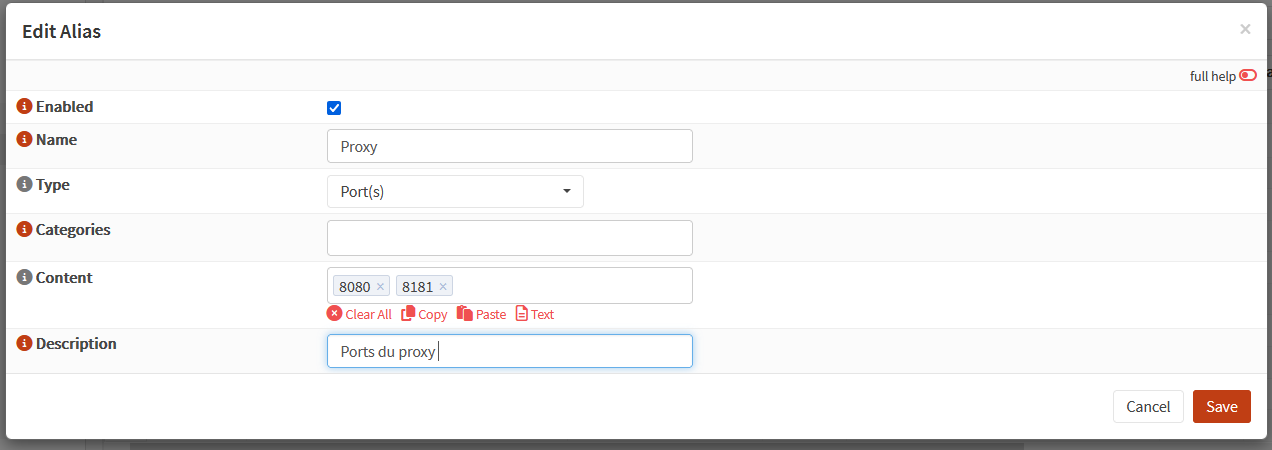 Edit Alias ×
full help
Enabled
Name Proxy
Type Port(s)
Categories
Content 8080 × 8181 ×
Clear All Copy Paste Text
Description Ports du proxy
Cancel Save